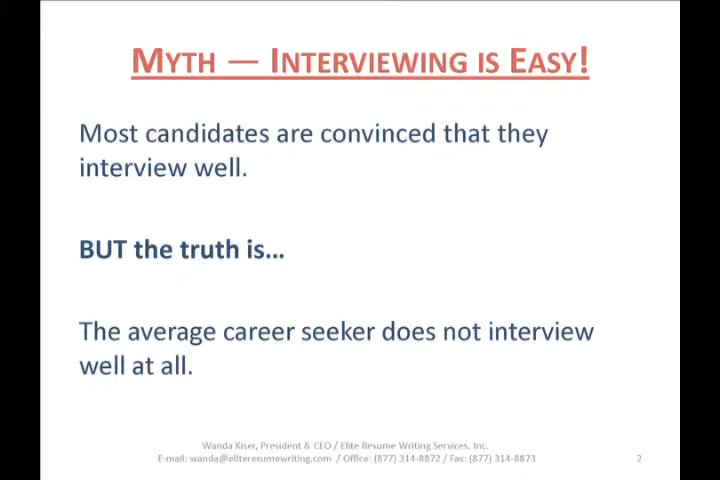 MYTH — INTERVIEWING IS EASY!
Most candidates are convinced that they
interview well.
BUT the truth is...
The average career seeker does not interview
well at all.
Wanda Kiser, President & CEO / Elite Resume Writing Services, Inc.
E-mail: wanda@eliteresumewriting.com / Office: (877) 314-8872 / Fax: (877) 314-8873
2